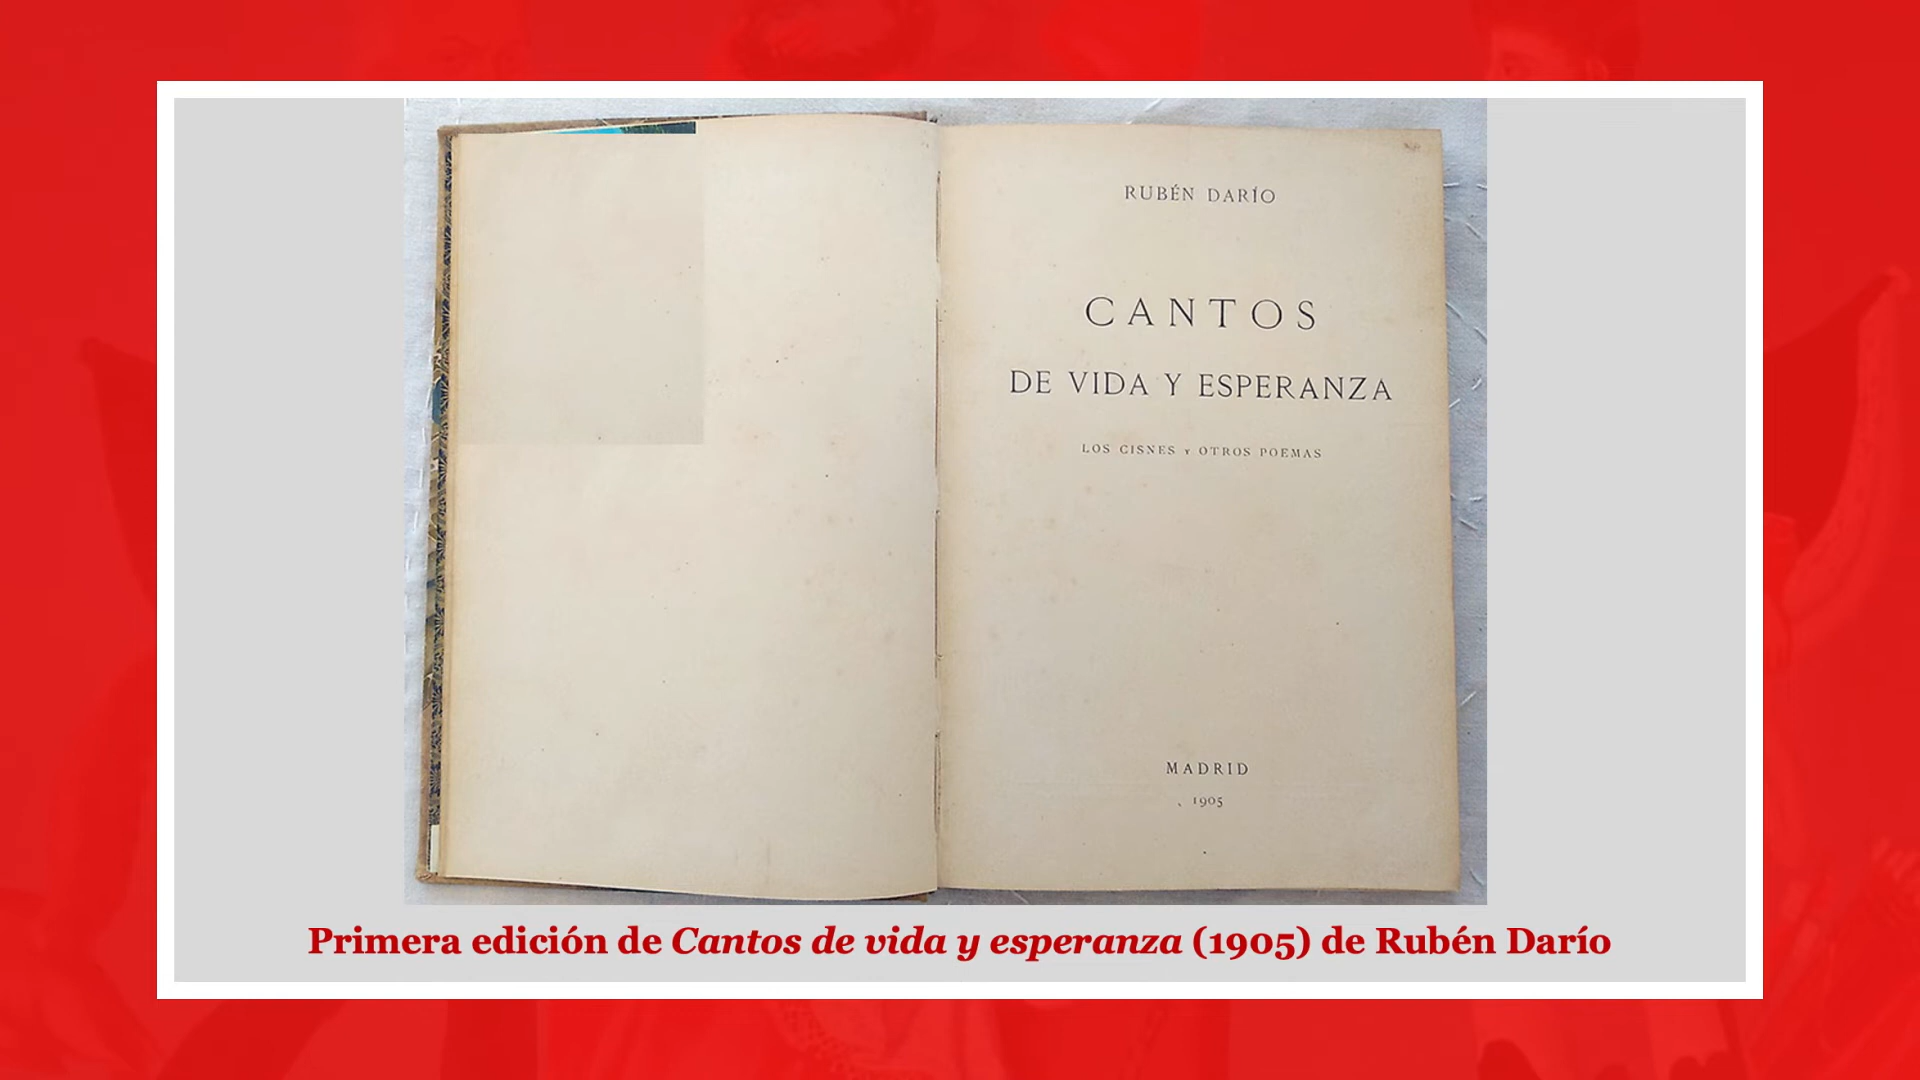 RUBÉN DARÍO
CANTOS
DE VIDA Y ESPERANZA
LOS CISNES Y OTROS POEMAS
MADRID
1905
Primera edición de Cantos de vida y esperanza (1905) de Rubén Darío